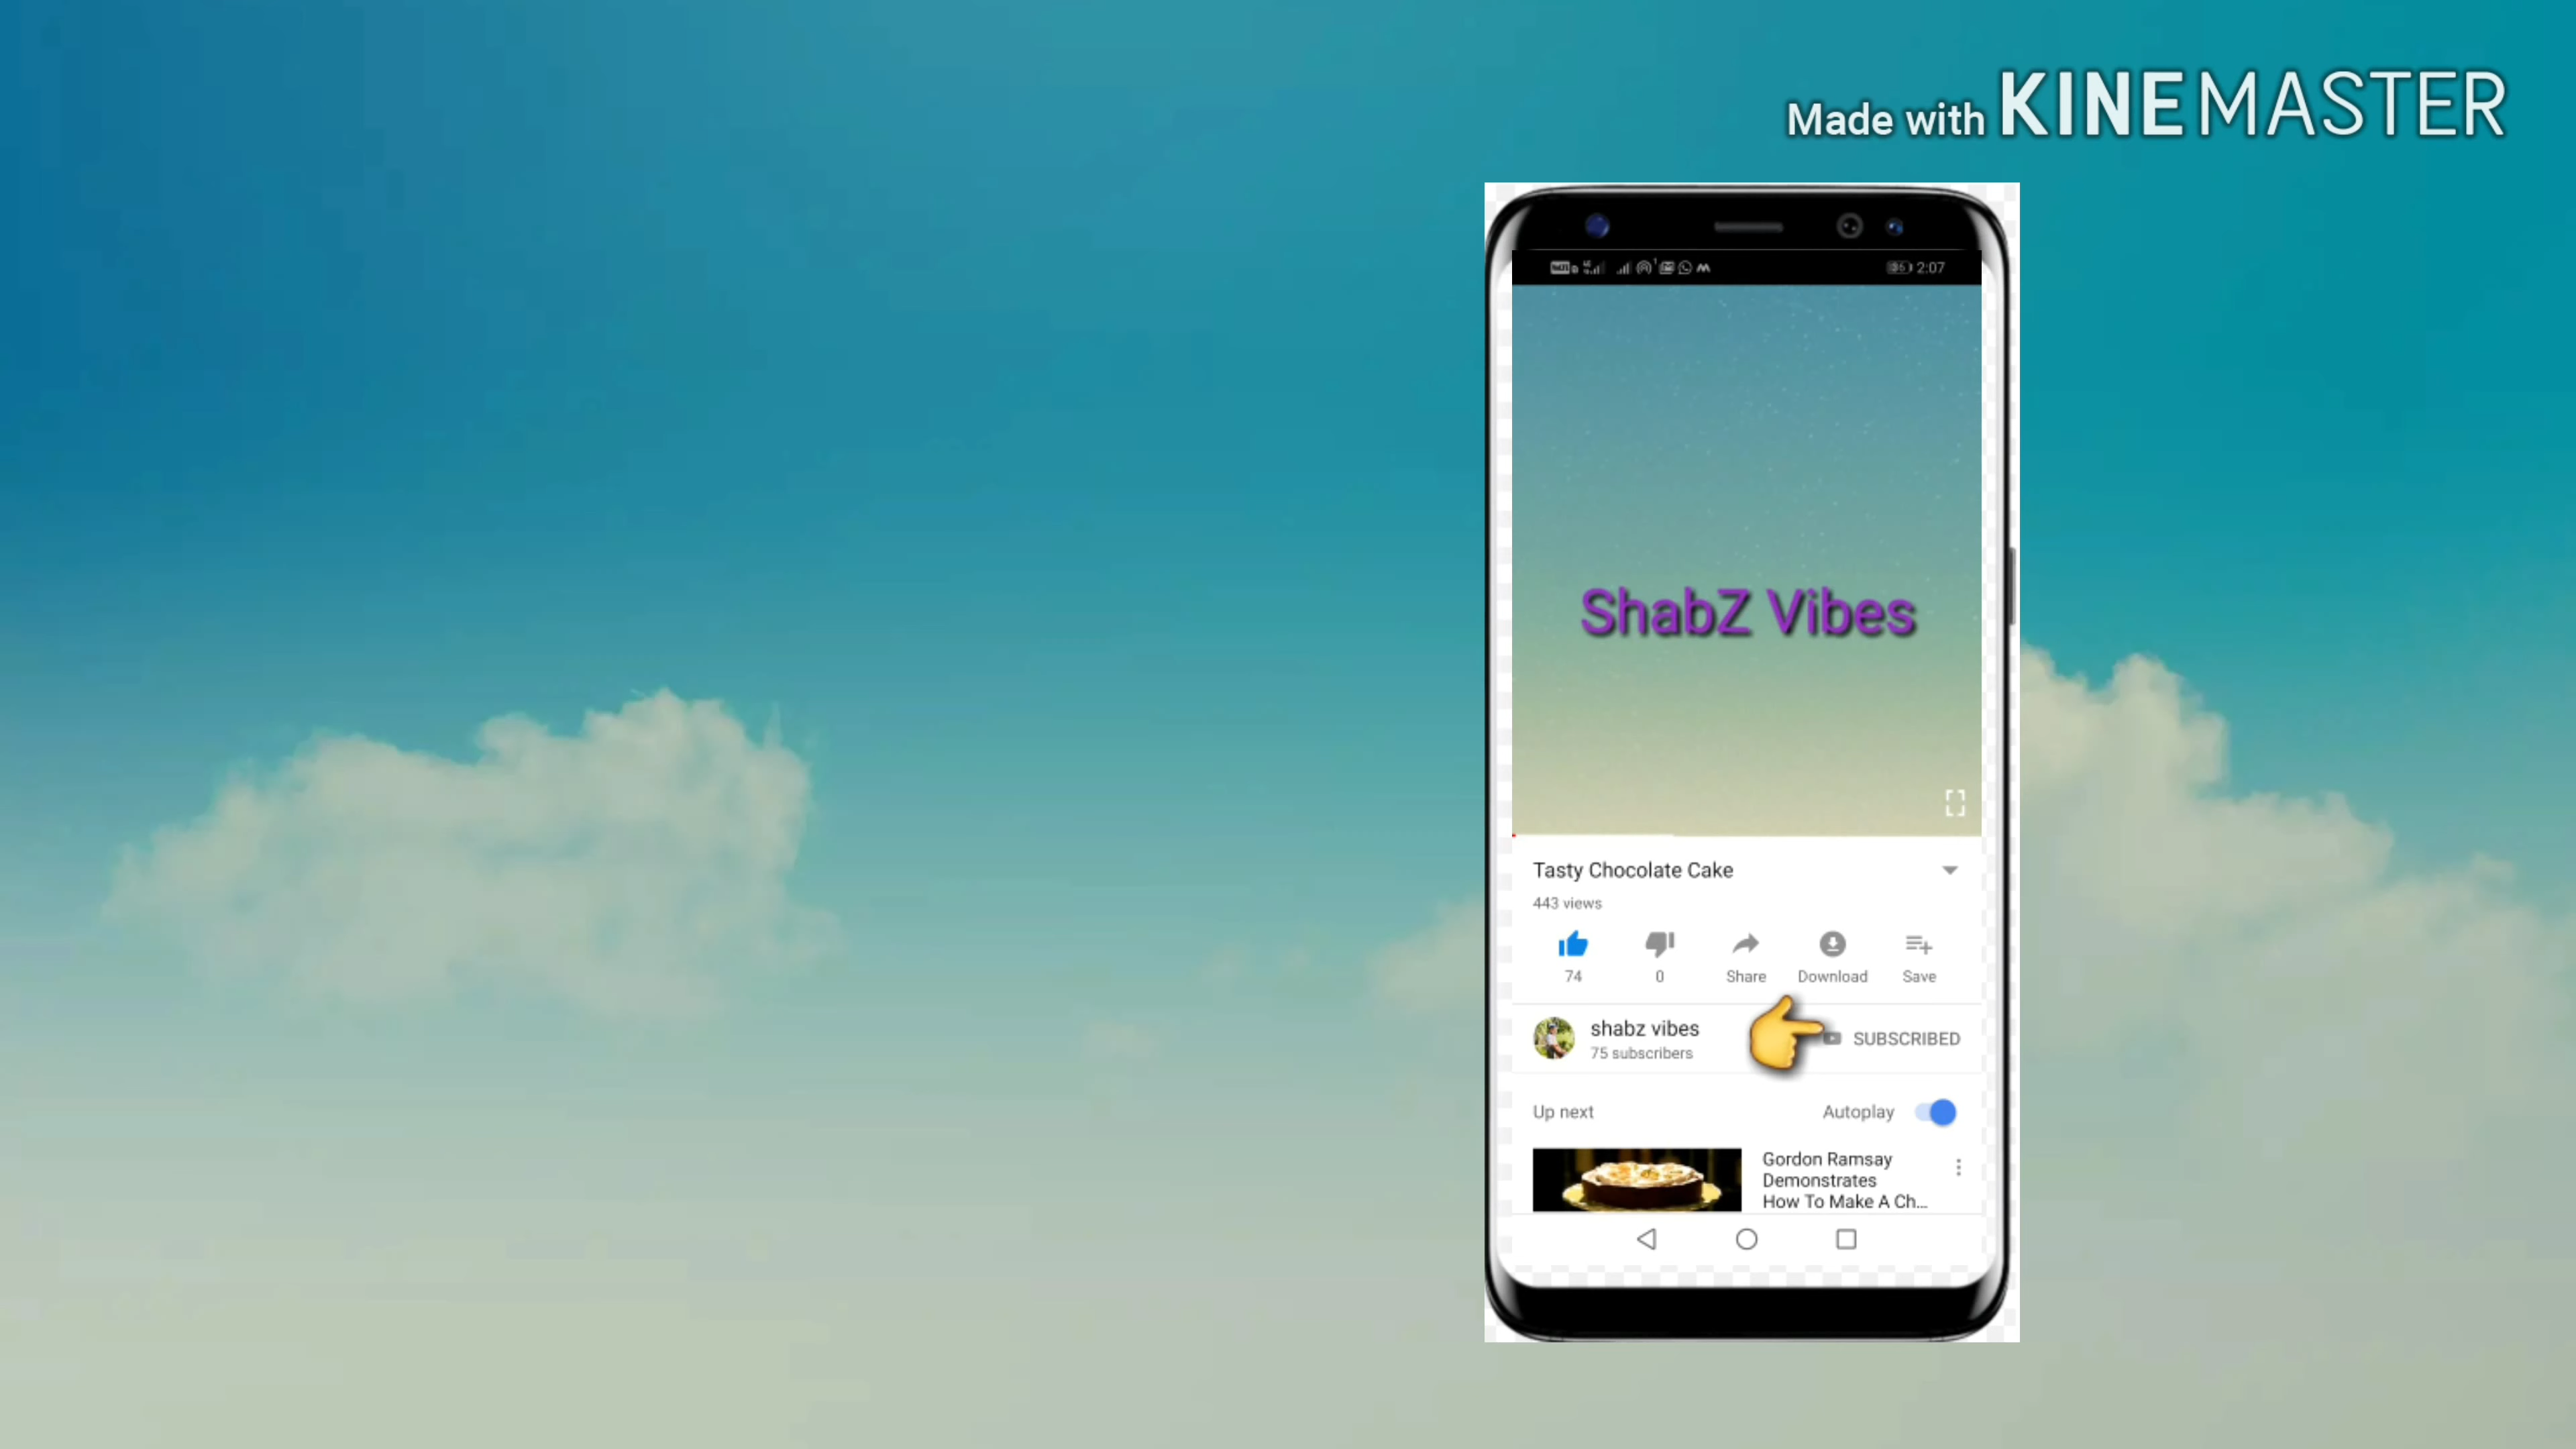 Made with KINEMASTER
2:07
ShabZ Vibes
Tasty Chocolate Cake
443 views
74
0
Share
Download
Save
shabz vibes
75 subscribers
SUBSCRIBED
Up next
Autoplay
Gordon Ramsay
Demonstrates
How To Make A Ch...